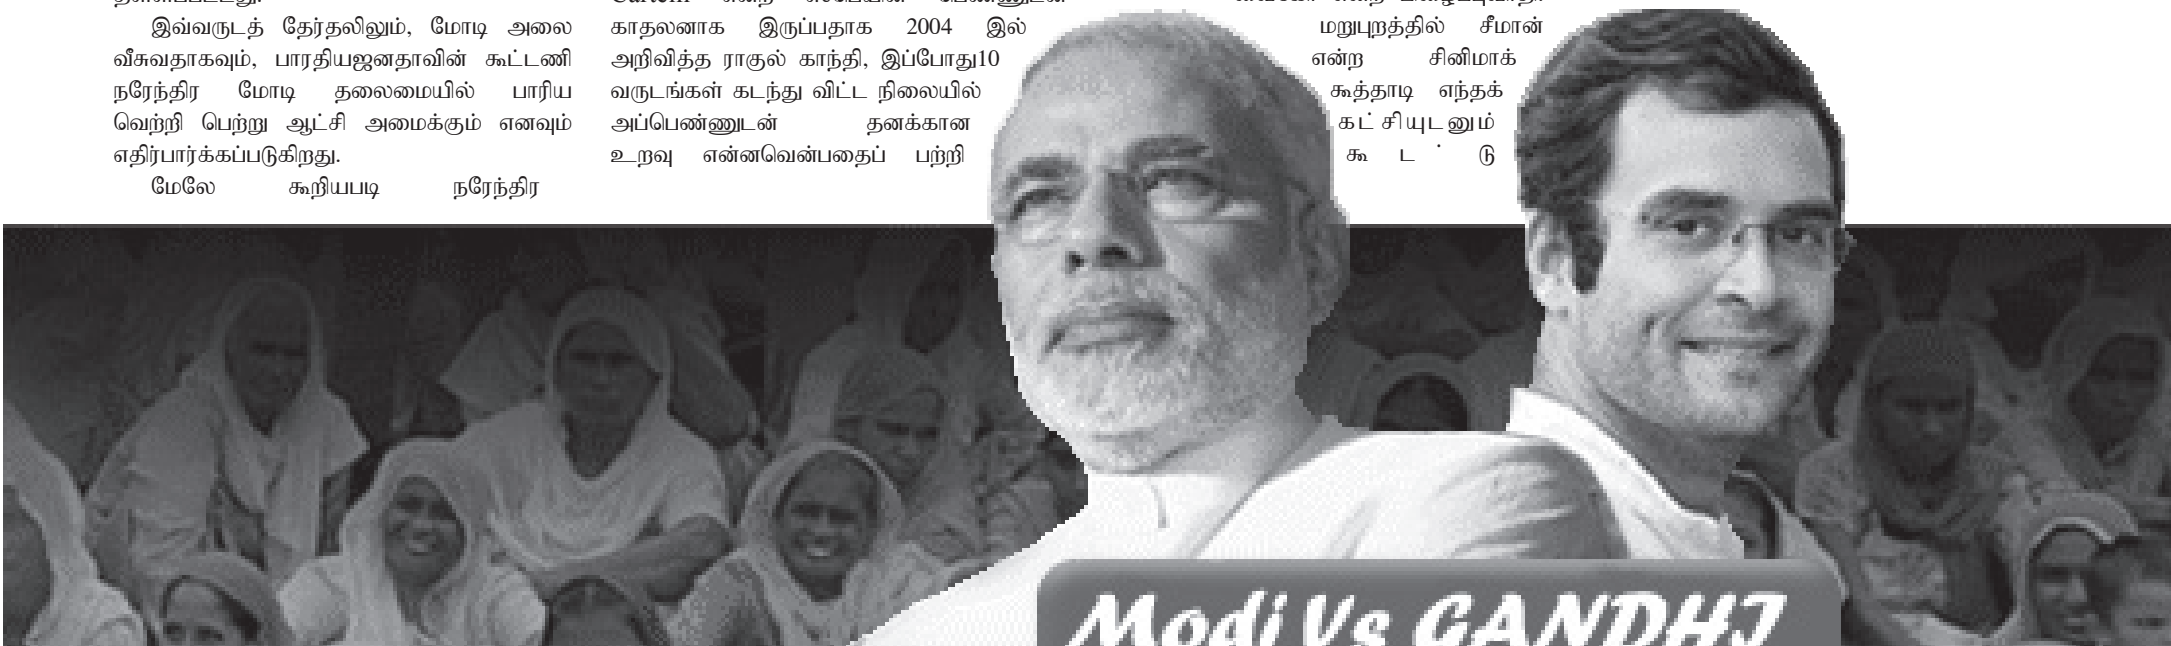 இவ்வருடத் தேர்தலிலும், மோடி அலை
வீசுவதாகவும், பாரதியஜனதாவின் கூட்டணி
நரேந்திர மோடி தலைமையில் பாரிய
வெற்றி பெற்று ஆட்சி அமைக்கும் எனவும்
எதிர்பார்க்கப்படுகிறது.
மேலே கூறியபடி நரேந்திர
காதலனாக இருப்பதாக 2004 இல்
அறிவித்த ராகுல் காந்தி, இப்போது10
வருடங்கள் கடந்து விட்ட நிலையில்
அப்பெண்ணுடன் தனக்கான
உறவு என்னவென்பதைப் பற்றி
மறுபுறத்தில் சீமான்
என்ற சினிமாக்
கூத்தாடி எந்தக்
கட்சியுடனும்
கூட்டு
Modi Vs GANDHI